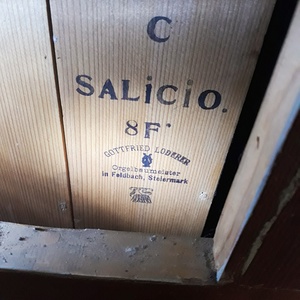 C
SALiCiO.
8F'
GOTTFRIED LODERER
Orgelbaumeister
in Feldbach, Steiermark